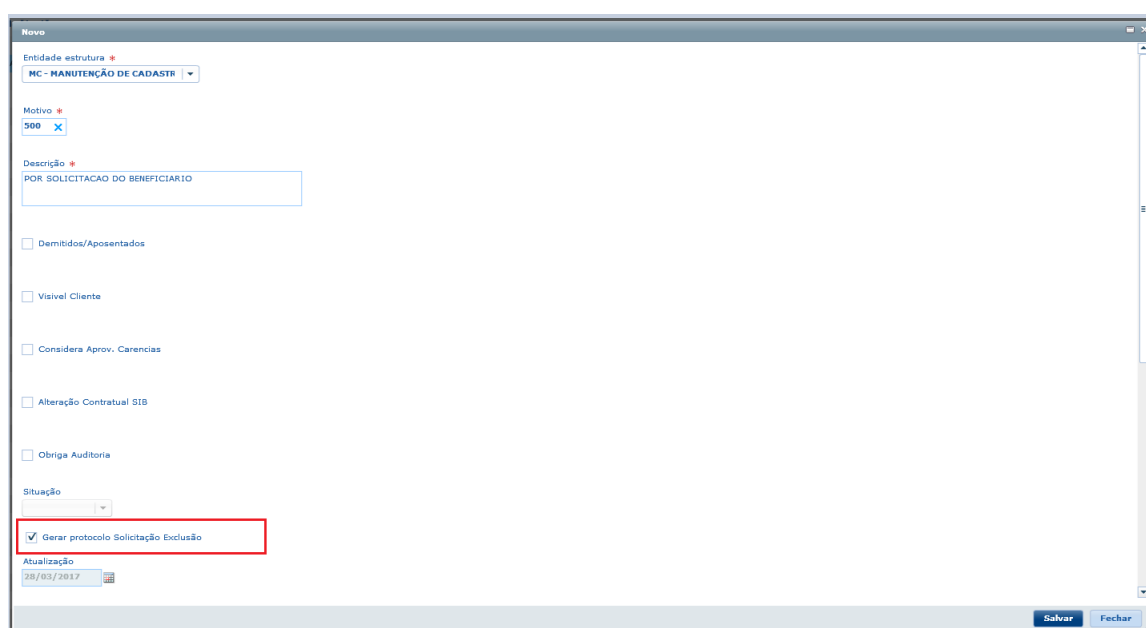 Novo
Entidade estrutura *
MC - MANUTENÇÃO DE CADASTR
Motivo *
500
Descrição *
POR SOLICITACAO DO BENEFICIARIO
Demitidos/Aposentados
Visivel Cliente
Considera Aprov. Carencias
Alteração Contratual SIB
Obriga Auditoria
Situação
Gerar protocolo Solicitação Exclusão
Atualização
28/03/2017
Salvar Fechar